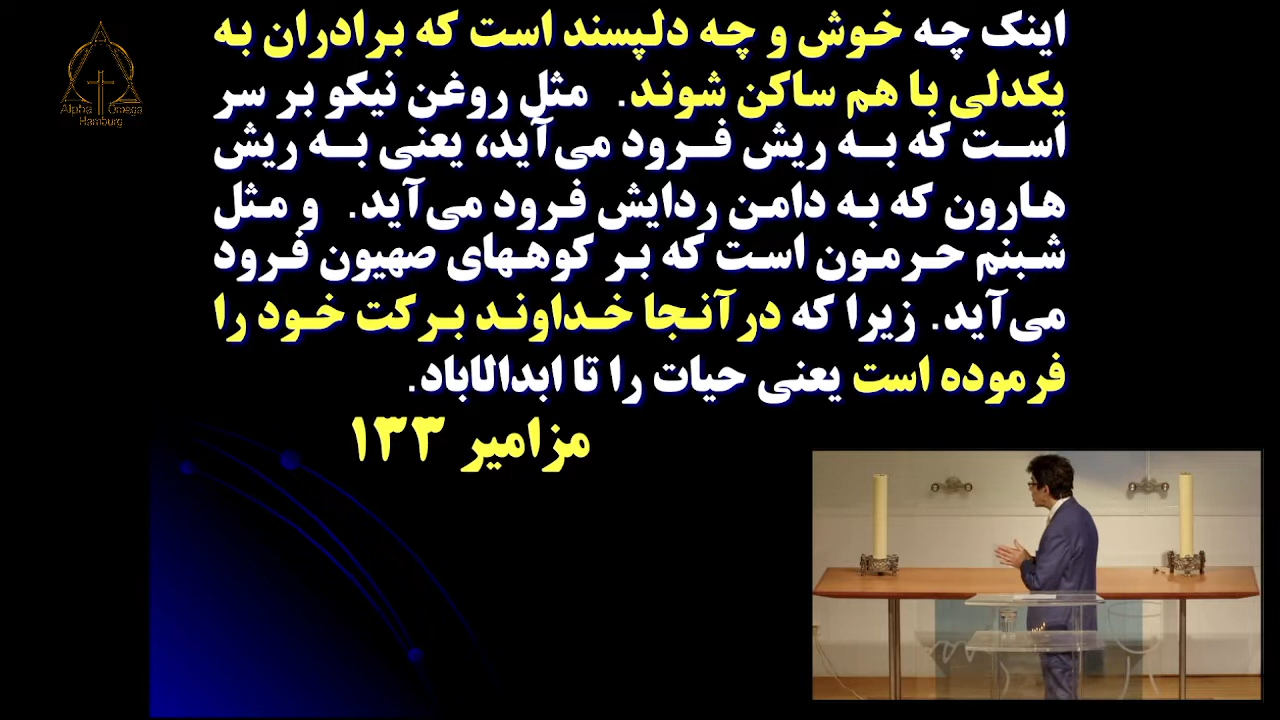 Alpha Omega
Hamburg
اینک چه خوش و چه دلپسند است که برادران به
یکدلی با هم ساکن شوند. مثل روغن نیکو بر سر
است که به ریش فرود می‌آید، یعنی به ریش
هارون که به دامن ردایش فرود می‌آید. و مثل
شبنم حرمون است که بر کوههای صهیون فرود
می‌آید. زیرا که در آنجا خداوند برکت خود را
فرموده است یعنی حیات را تا ابدالاباد.
مزامیر ۱۳۳